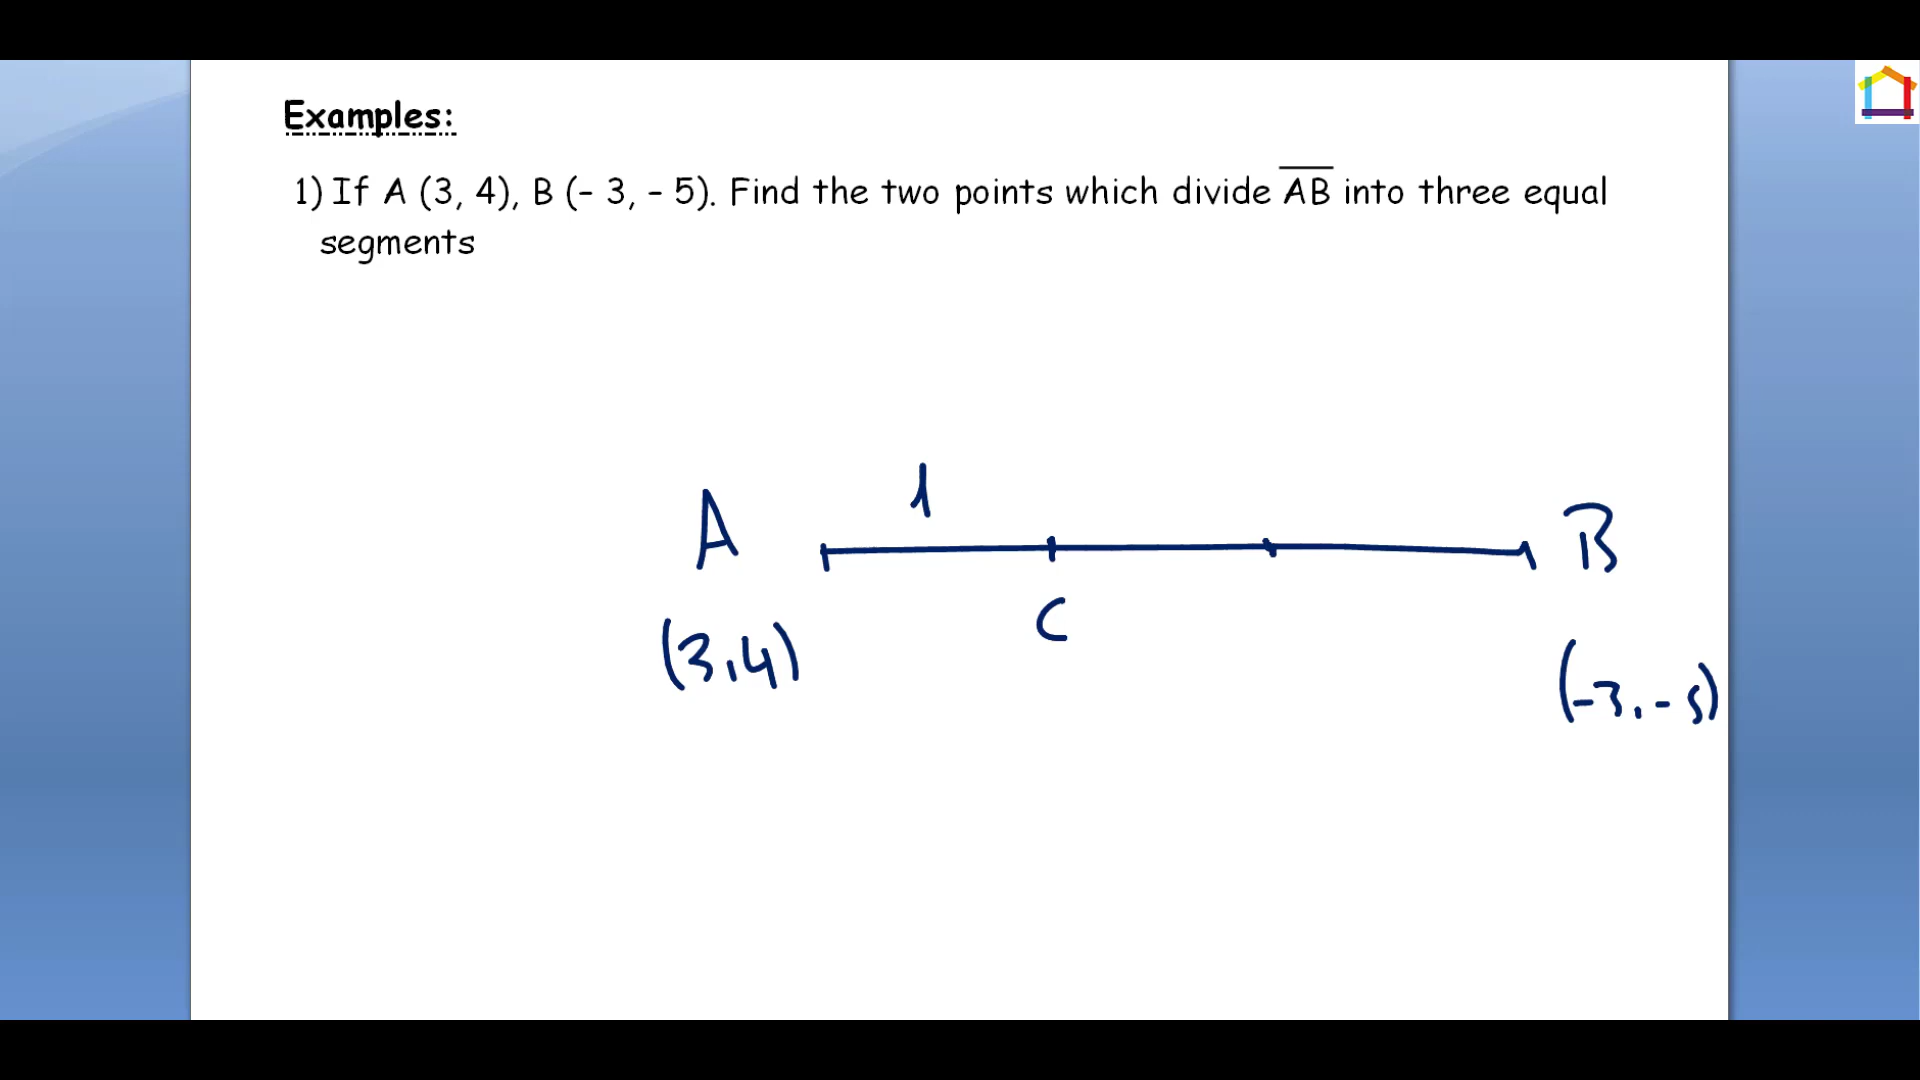 Examples:
1) If A (3, 4), B (- 3, - 5). Find the two points which divide AB into three equal
segments
1
A
B
C
(3,4)
(-3,-5)